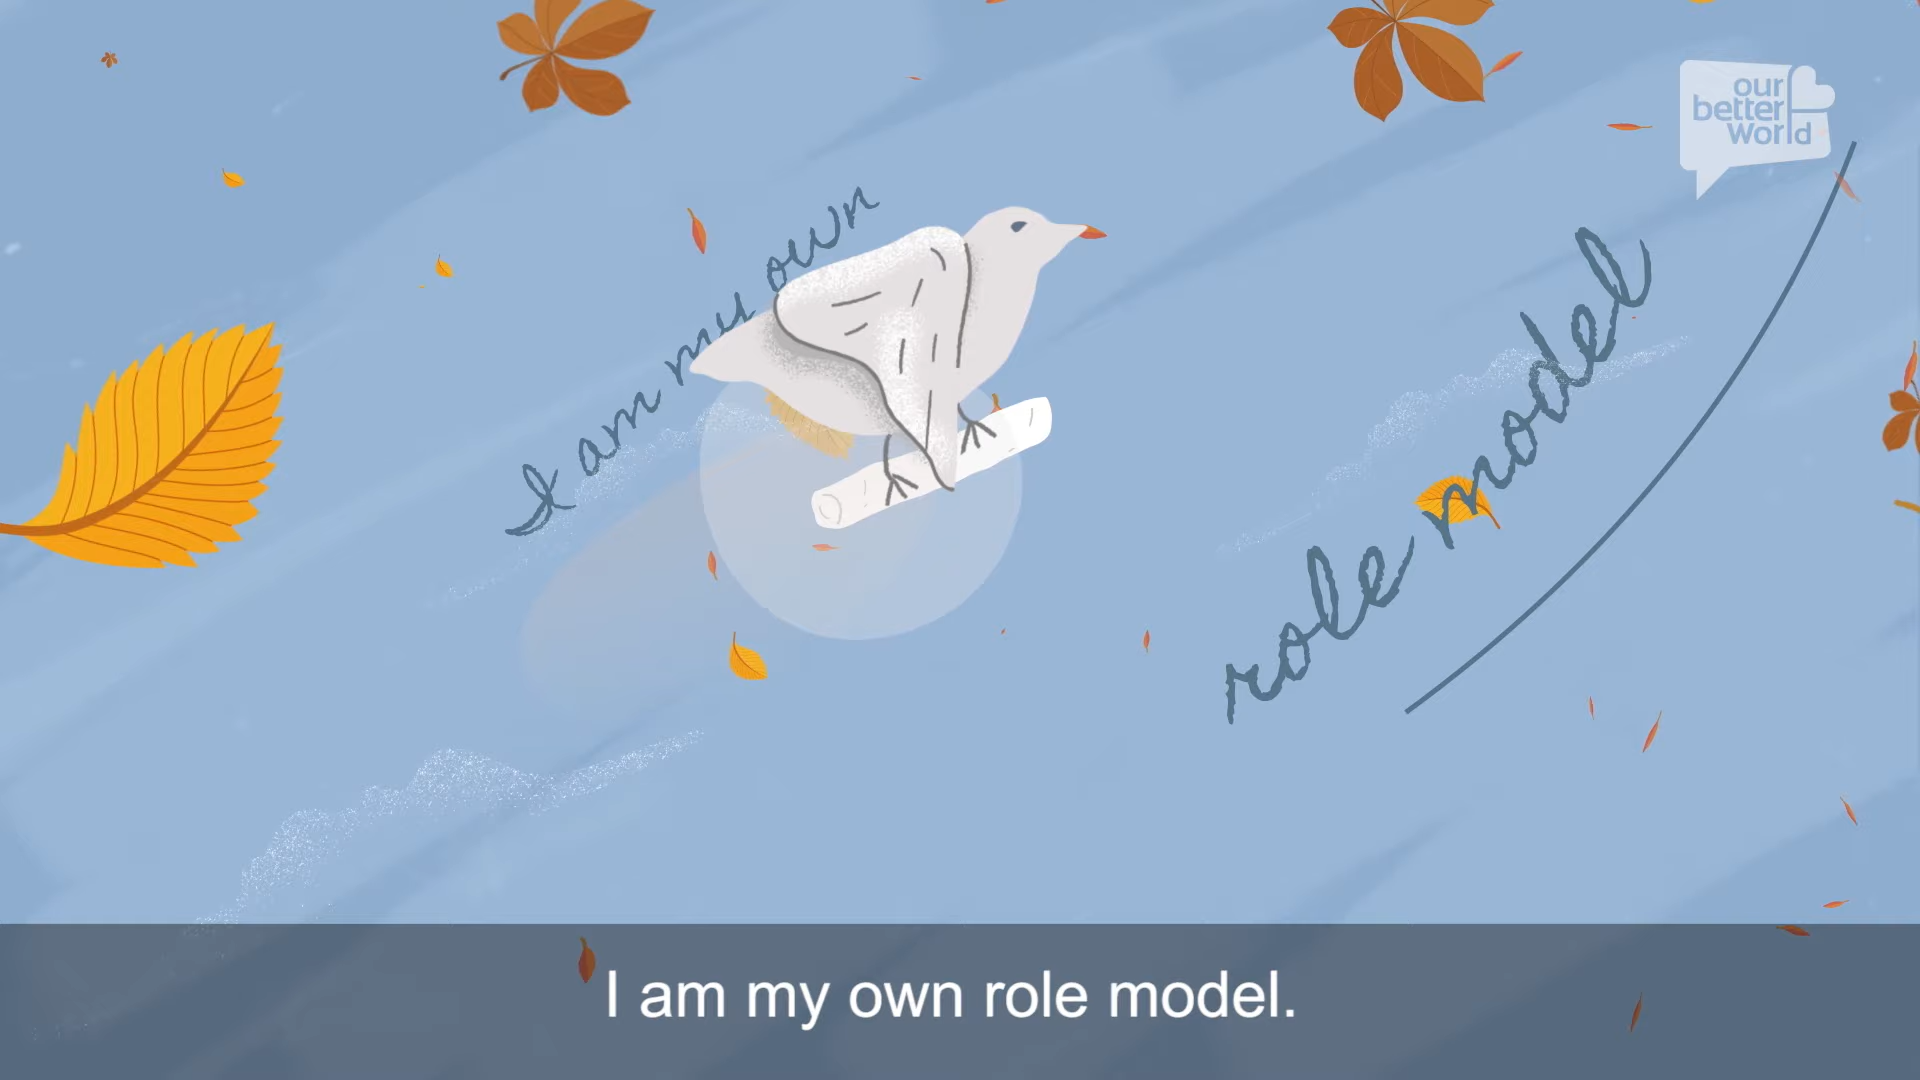 our
better
world
I am my own
role model
I am my own role model.